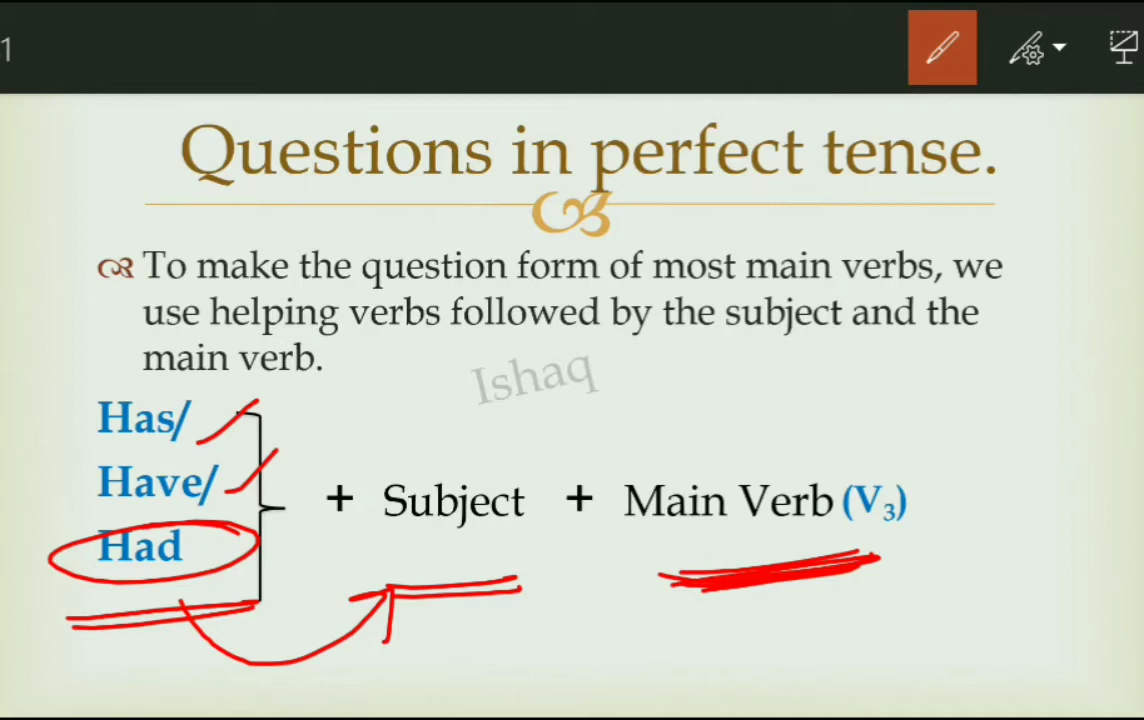 1
Questions in perfect tense.
To make the question form of most main verbs, we
use helping verbs followed by the subject and the
main verb.
Ishaq
Has/
Have/
+ Subject + Main Verb (V₃)
Had